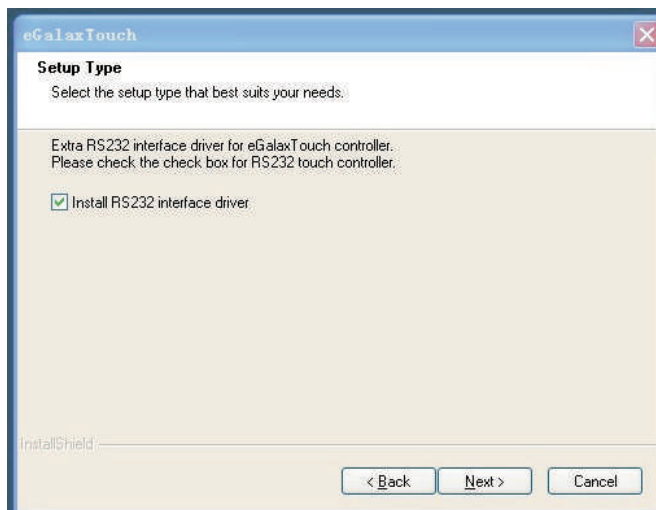 eGalaxTouch
Setup Type
Select the setup type that best suits your needs.
Extra RS232 interface driver for eGalaxTouch controller.
Please check the check box for RS232 touch controller.
Install RS232 interface driver
InstallShield
< Back
Next >
Cancel